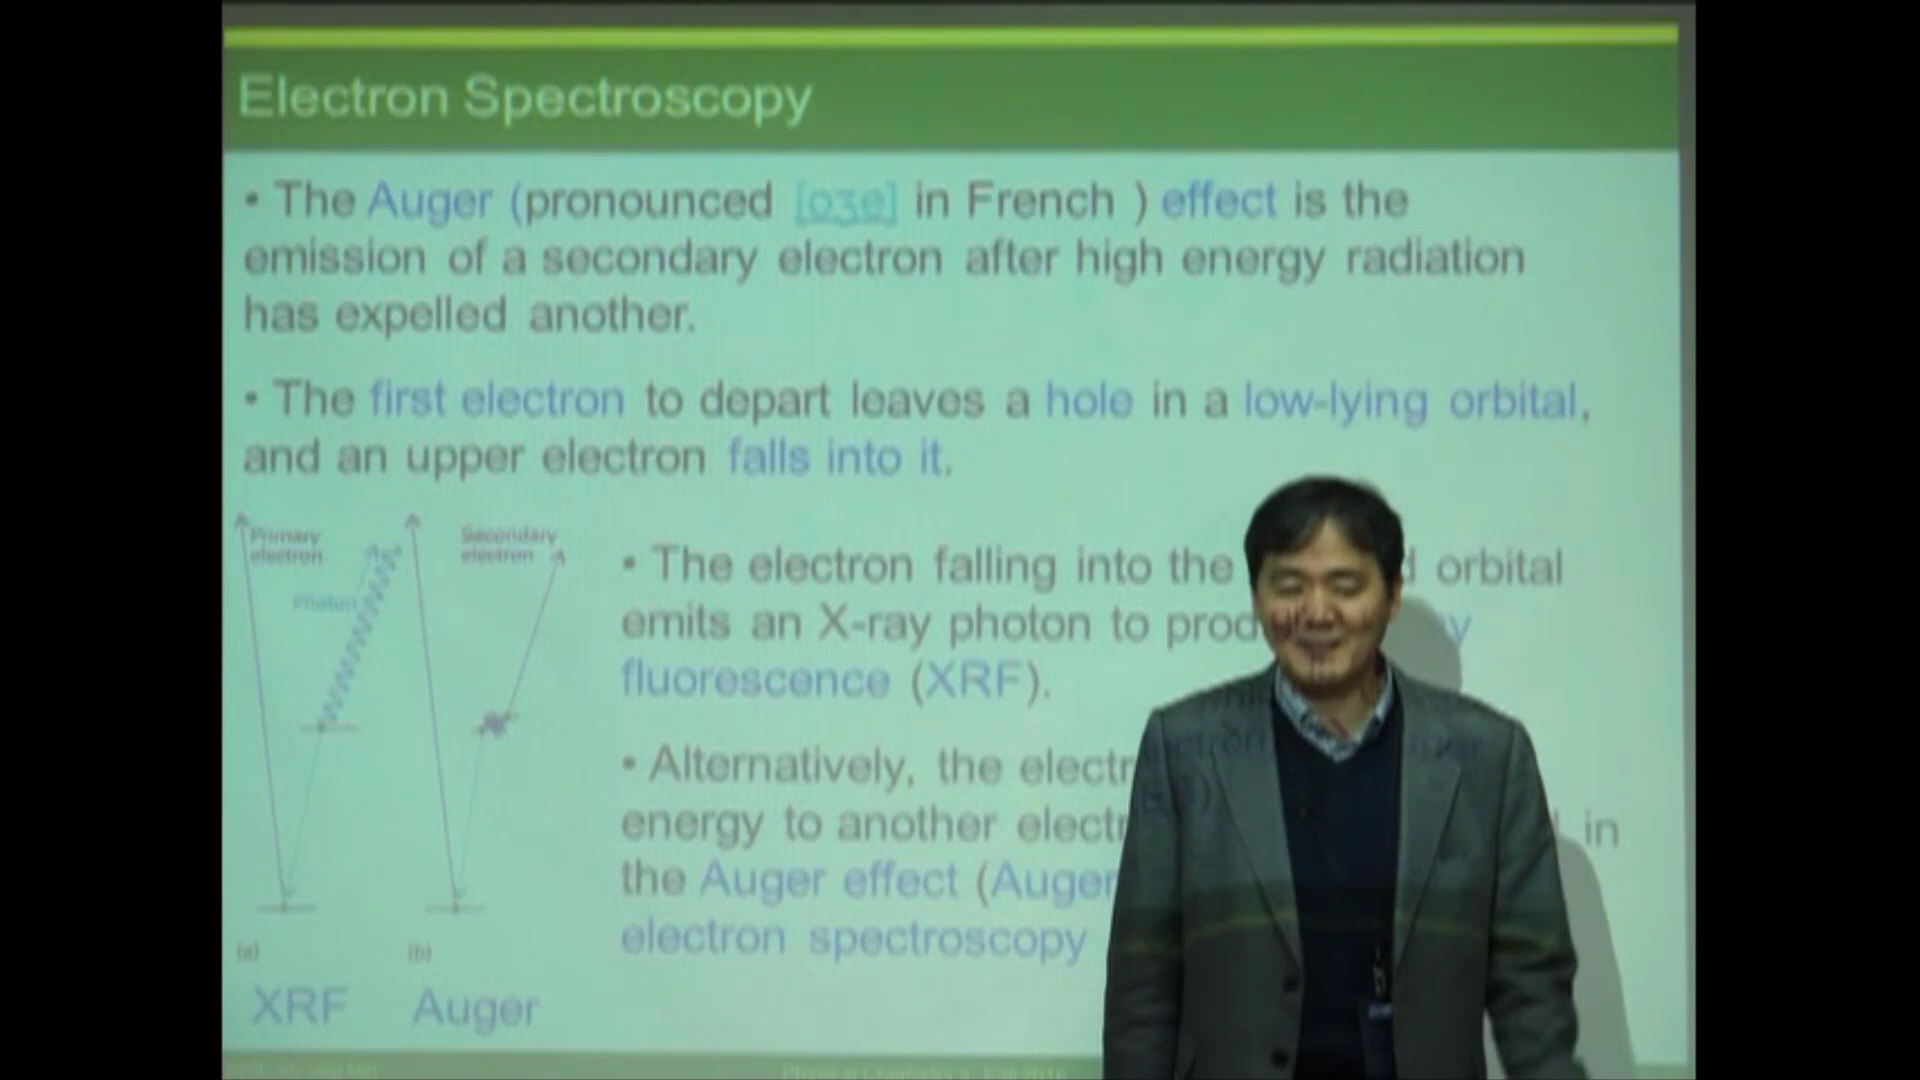 Electron Spectroscopy
• The Auger (pronounced [oʒe] in French ) effect is the
emission of a secondary electron after high energy radiation
has expelled another.
• The first electron to depart leaves a hole in a low-lying orbital,
and an upper electron falls into it.
Primary
electron
Photon
Secondary
electron
• The electron falling into the orbital
emits an X-ray photon to
fluorescence (XRF).
• Alternatively, the
energy to another in
the Auger effect (Auger
electron spectroscopy
(a)
(b)
XRF
Auger
Physical Chemistry